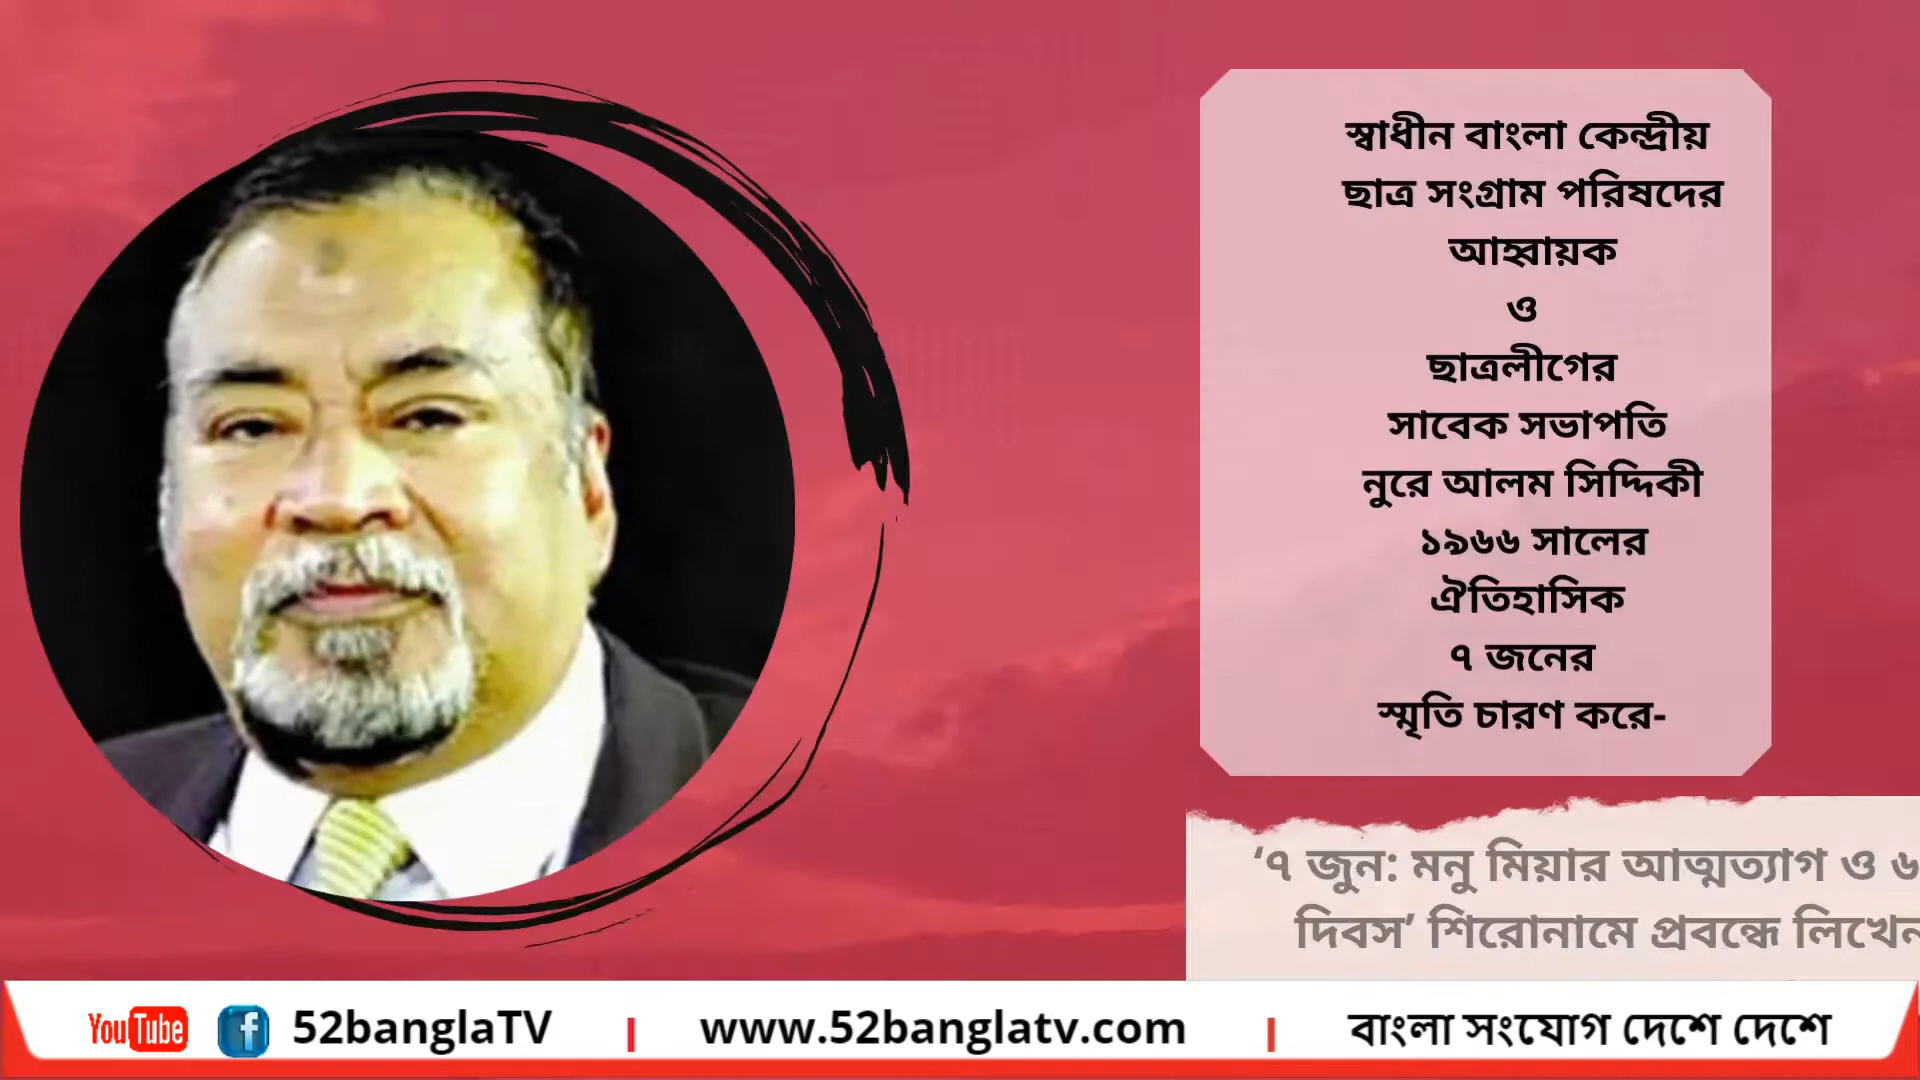 স্বাধীন বাংলা কেন্দ্রীয়
ছাত্র সংগ্রাম পরিষদের
আহ্বায়ক
ও
ছাত্রলীগের
সাবেক সভাপতি
নুরে আলম সিদ্দিকী
১৯৬৬ সালের
ঐতিহাসিক
৭ জনের
স্মৃতি চারণ করে-
‘৭ জুন: মনু মিয়ার আত্মত্যাগ ও ৬
দিবস’ শিরোনামে প্রবন্ধে লিখেন
YouTube f 52banglaTV | www.52banglatv.com | বাংলা সংযোগ দেশে দেশে